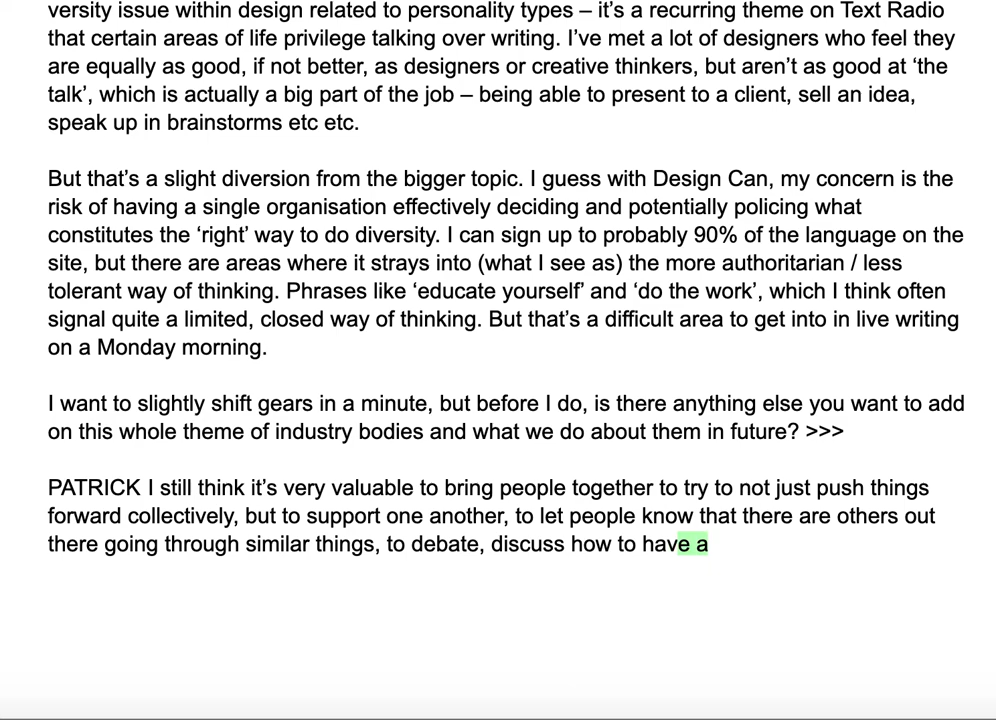 versity issue within design related to personality types – it’s a recurring theme on Text Radio
that certain areas of life privilege talking over writing. I’ve met a lot of designers who feel they
are equally as good, if not better, as designers or creative thinkers, but aren’t as good at ‘the
talk’, which is actually a big part of the job – being able to present to a client, sell an idea,
speak up in brainstorms etc etc.
But that’s a slight diversion from the bigger topic. I guess with Design Can, my concern is the
risk of having a single organisation effectively deciding and potentially policing what
constitutes the ‘right’ way to do diversity. I can sign up to probably 90% of the language on the
site, but there are areas where it strays into (what I see as) the more authoritarian / less
tolerant way of thinking. Phrases like ‘educate yourself’ and ‘do the work’, which I think often
signal quite a limited, closed way of thinking. But that’s a difficult area to get into in live writing
on a Monday morning.
I want to slightly shift gears in a minute, but before I do, is there anything else you want to add
on this whole theme of industry bodies and what we do about them in future? >>>
PATRICK I still think it’s very valuable to bring people together to try to not just push things
forward collectively, but to support one another, to let people know that there are others out
there going through similar things, to debate, discuss how to have a